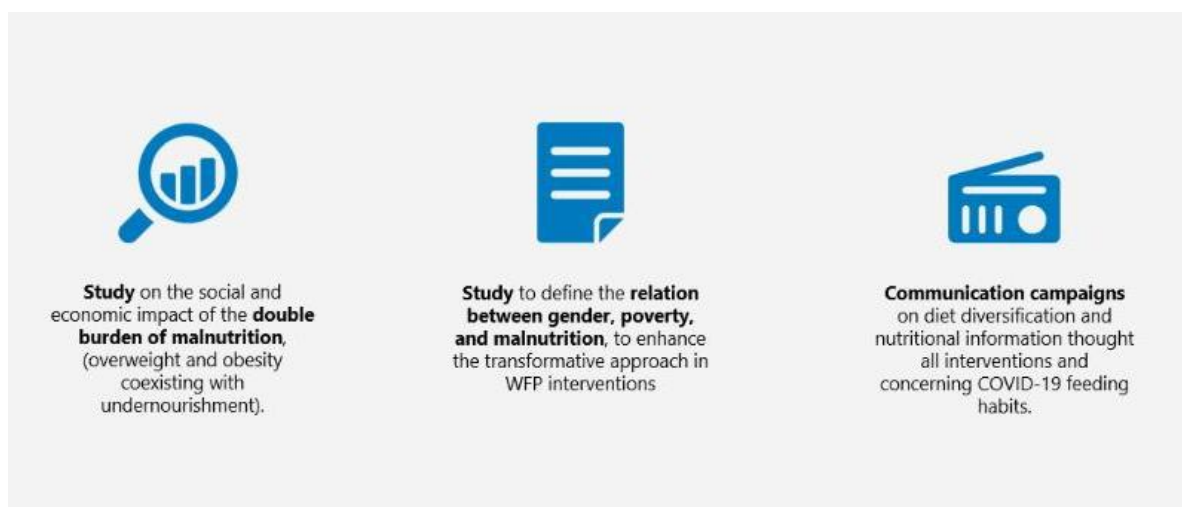 Study on the social and
economic impact of the double
burden of malnutrition,
(overweight and obesity
coexisting with
undernourishment).
Study to define the relation
between gender, poverty,
and malnutrition, to enhance
the transformative approach in
WFP interventions
Communication campaigns
on diet diversification and
nutritional information thought
all interventions and
concerning COVID-19 feeding
habits.